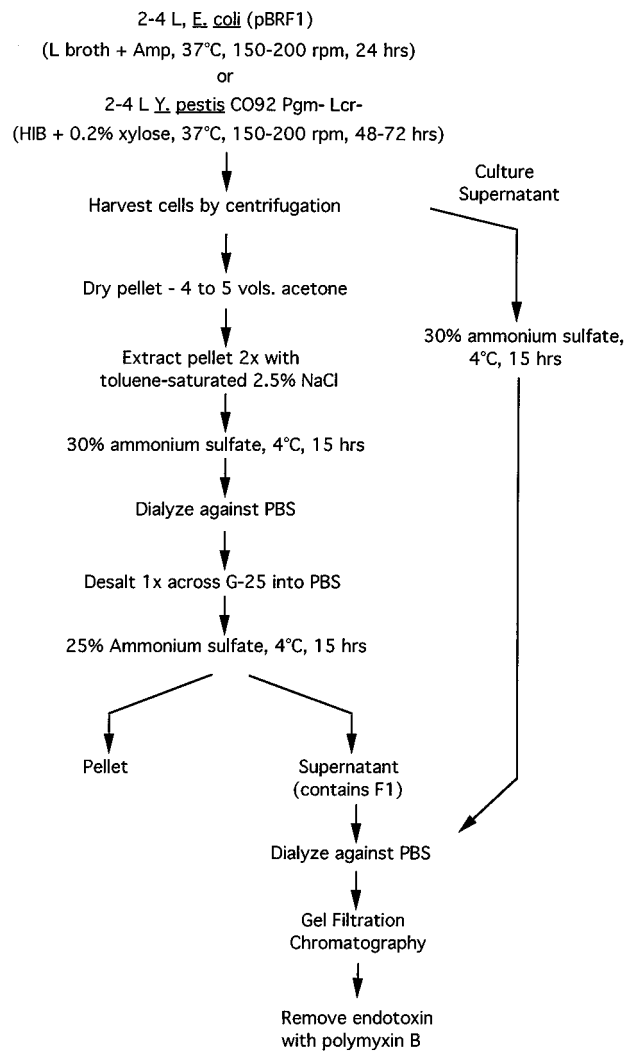 2-4 L, E. coli (pBRF1)
(L broth + Amp, 37°C, 150-200 rpm, 24 hrs)
or
2-4 L Y. pestis CO92 Pgm- Lcr-
(HIB + 0.2% xylose, 37°C, 150-200 rpm, 48-72 hrs)
Harvest cells by centrifugation
Culture
Supernatant
Dry pellet - 4 to 5 vols. acetone
30% ammonium sulfate,
4°C, 15 hrs
Extract pellet 2x with
toluene-saturated 2.5% NaCl
30% ammonium sulfate, 4°C, 15 hrs
Dialyze against PBS
Desalt 1x across G-25 into PBS
25% Ammonium sulfate, 4°C, 15 hrs
Pellet
Supernatant
(contains F1)
Dialyze against PBS
Gel Filtration
Chromatography
Remove endotoxin
with polymyxin B